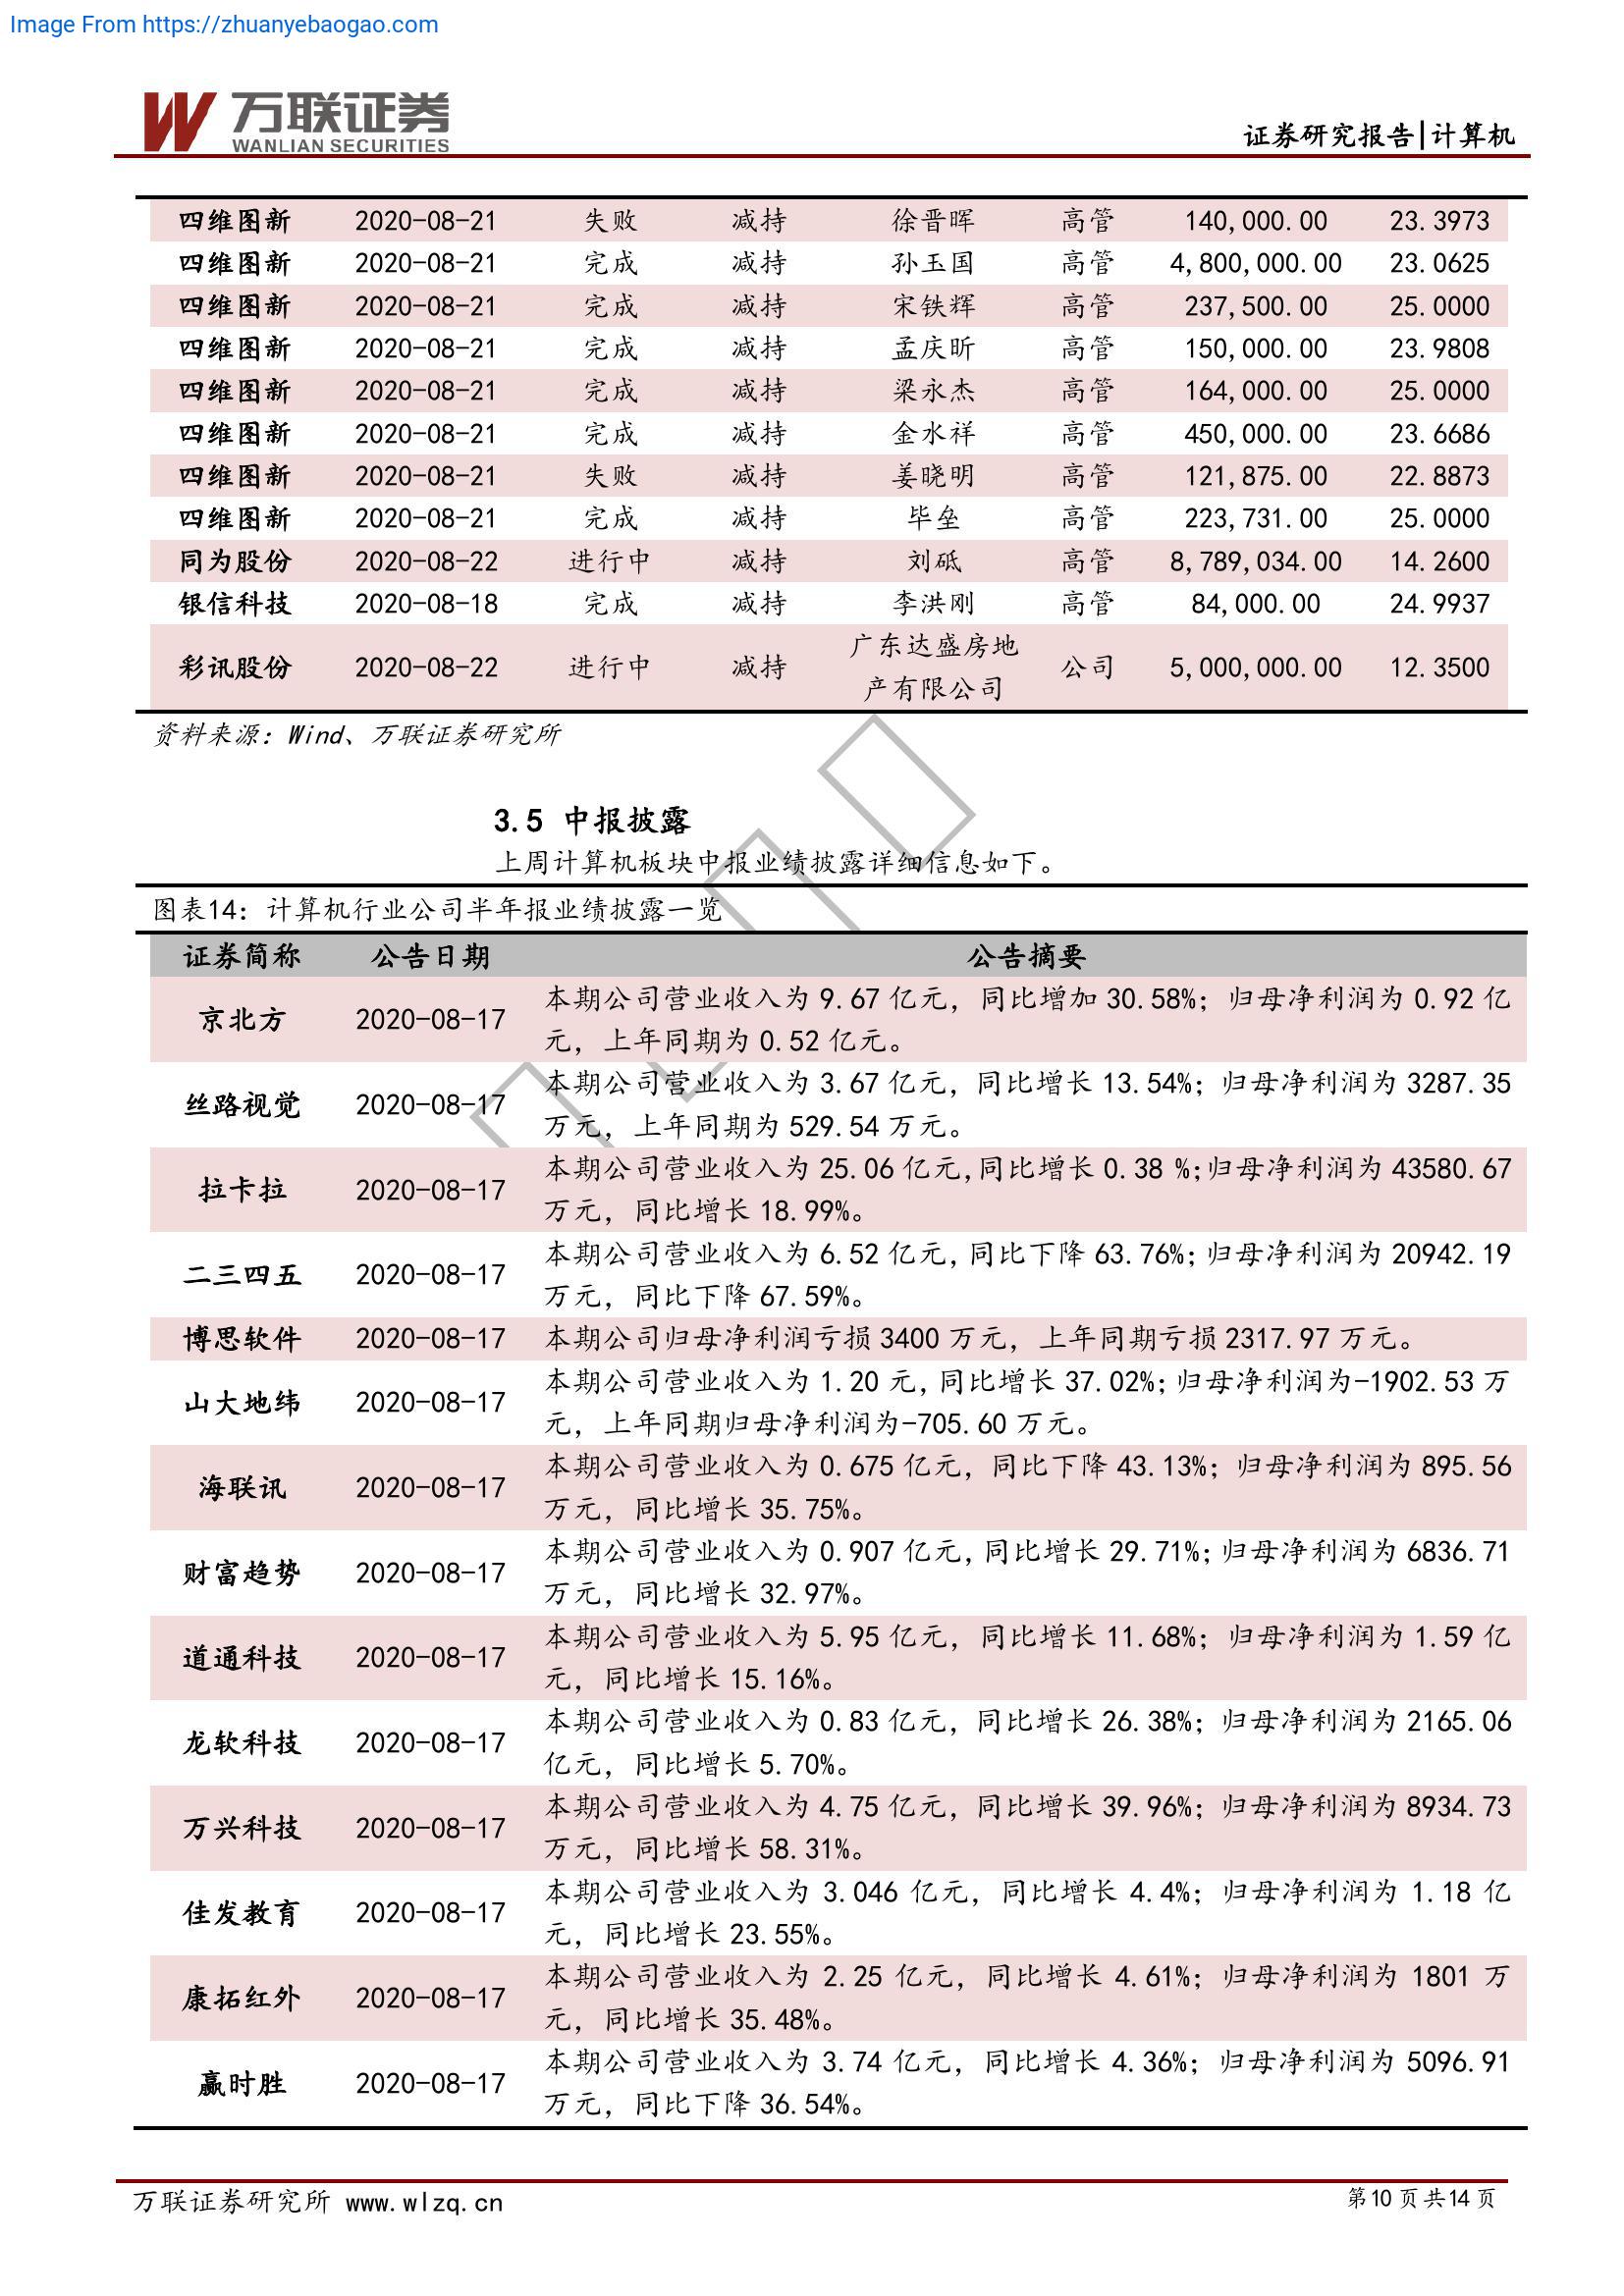 Image From https://zhuanyebaogao.com
万联证券
WANLIAN SECURITIES
证券研究报告|计算机
四维图新 2020-08-21 失败 减持 徐晋晖 高管 140,000.00 23.3973
四维图新 2020-08-21 完成 减持 孙玉国 高管 4,800,000.00 23.0625
四维图新 2020-08-21 完成 减持 宋铁辉 高管 237,500.00 25.0000
四维图新 2020-08-21 完成 减持 孟庆昕 高管 150,000.00 23.9808
四维图新 2020-08-21 完成 减持 梁永杰 高管 164,000.00 25.0000
四维图新 2020-08-21 完成 减持 金水祥 高管 450,000.00 23.6686
四维图新 2020-08-21 失败 减持 姜晓明 高管 121,875.00 22.8873
四维图新 2020-08-21 完成 减持 毕垒 高管 223,731.00 25.0000
同为股份 2020-08-22 进行中 减持 刘砥 高管 8,789,034.00 14.2600
银信科技 2020-08-18 完成 减持 李洪刚 高管 84,000.00 24.9937
彩讯股份 2020-08-22 进行中 减持 广东达盛房地 公司 5,000,000.00 12.3500
产有限公司
资料来源：Wind、万联证券研究所
3.5 中报披露
上周计算机板块中报业绩披露详细信息如下。
图表14：计算机行业公司半年报业绩披露一览
证券简称 公告日期 公告摘要
京北方 2020-08-17 本期公司营业收入为 9.67 亿元，同比增加 30.58%；归母净利润为 0.92 亿
元，上年同期为 0.52 亿元。
丝路视觉 2020-08-17 本期公司营业收入为 3.67 亿元，同比增长 13.54%；归母净利润为 3287.35
万元，上年同期为 529.54 万元。
拉卡拉 2020-08-17 本期公司营业收入为 25.06 亿元，同比增长 0.38 %；归母净利润为 43580.67
万元，同比增长 18.99%。
二三四五 2020-08-17 本期公司营业收入为 6.52 亿元，同比下降 63.76%；归母净利润为 20942.19
万元，同比下降 67.59%。
博思软件 2020-08-17 本期公司归母净利润亏损 3400 万元，上年同期亏损 2317.97 万元。
山大地纬 2020-08-17 本期公司营业收入为 1.20 元，同比增长 37.02%；归母净利润为-1902.53 万
元，上年同期归母净利润为-705.60 万元。
海联讯 2020-08-17 本期公司营业收入为 0.675 亿元，同比下降 43.13%；归母净利润为 895.56
万元，同比增长 35.75%。
财富趋势 2020-08-17 本期公司营业收入为 0.907 亿元，同比增长 29.71%；归母净利润为 6836.71
万元，同比增长 32.97%。
道通科技 2020-08-17 本期公司营业收入为 5.95 亿元，同比增长 11.68%；归母净利润为 1.59 亿
元，同比增长 15.16%。
龙软科技 2020-08-17 本期公司营业收入为 0.83 亿元，同比增长 26.38%；归母净利润为 2165.06
亿元，同比增长 5.70%。
万兴科技 2020-08-17 本期公司营业收入为 4.75 亿元，同比增长 39.96%；归母净利润为 8934.73
万元，同比增长 58.31%。
佳发教育 2020-08-17 本期公司营业收入为 3.046 亿元，同比增长 4.4%；归母净利润为 1.18 亿
元，同比增长 23.55%。
康拓红外 2020-08-17 本期公司营业收入为 2.25 亿元，同比增长 4.61%；归母净利润为 1801 万
元，同比增长 35.48%。
赢时胜 2020-08-17 本期公司营业收入为 3.74 亿元，同比增长 4.36%；归母净利润为 5096.91
万元，同比下降 36.54%。
万联证券研究所 www.wlzq.cn
第 10 页 共 14 页